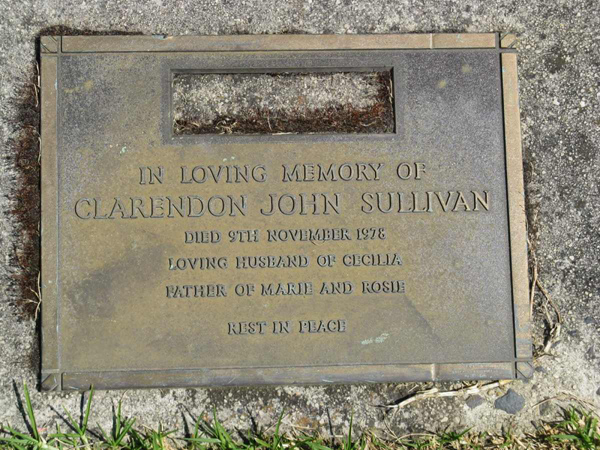 IN LOVING MEMORY OF
CLARENDON JOHN SULLIVAN
DIED 9TH NOVEMBER 1978
LOVING HUSBAND OF CECILIA
FATHER OF MARIE AND ROSIE
REST IN PEACE